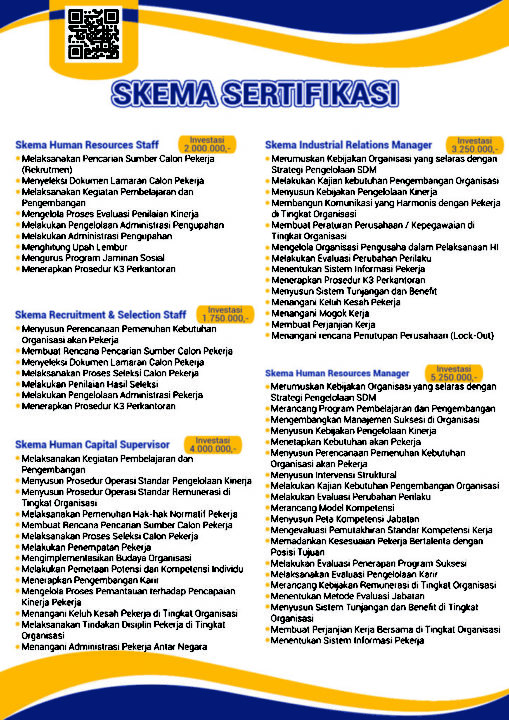 SKEMA SERTIFIKASI
Skema Human Resources Staff
Investasi
2.000.000,-
Melaksanakan Pencarian Sumber Calon Pekerja
(Rekrutmen)
Menyeleksi Dokumen Lamaran Calon Pekerja
Melaksanakan Kegiatan Pembelajaran dan
Pengembangan
Mengelola Proses Evaluasi Penilaian Kinerja
Melakukan Pengelolaan Administrasi Pengupahan
Melakukan Administrasi Pengupahan
Menghitung Upah Lembur
Mengurus Program Jaminan Sosial
Menerapkan Prosedur K3 Perkantoran
Skema Recruitment & Selection Staff
Investasi
1.750.000,-
Menyusun Perencanaan Pemenuhan Kebutuhan
Organisasi akan Pekerja
Membuat Rencana Pencarian Sumber Calon Pekerja
Menyeleksi Dokumen Lamaran Calon Pekerja
Melaksanakan Proses Seleksi Calon Pekerja
Melakukan Penilaian Hasil Seleksi
Melakukan Pengelolaan Administrasi Pekerja
Menerapkan Prosedur K3 Perkantoran
Skema Human Capital Supervisor
Investasi
4.000.000,-
Melaksanakan Kegiatan Pembelajaran dan
Pengembangan
Menyusun Prosedur Operasi Standar Pengelolaan Kinerja
Menyusun Prosedur Operasi Standar Remunerasi di
Tingkat Organisasi
Melaksanakan Pemenuhan Hak-hak Normatif Pekerja
Membuat Rencana Pencarian Sumber Calon Pekerja
Melaksanakan Proses Seleksi Calon Pekerja
Melakukan Penempatan Pekerja
Mengimplementasikan Budaya Organisasi
Melakukan Pemetaan Potensi dan Kompetensi Individu
Menerapkan Pengembangan Karir
Mengelola Proses Pemantauan terhadap Pencapaian
Kinerja Pekerja
Menangani Keluh Kesah Pekerja di Tingkat Organisasi
Melaksanakan Tindakan Disiplin Pekerja di Tingkat
Organisasi
Menangani Administrasi Pekerja Antar Negara
Skema Industrial Relations Manager
Investasi
3.250.000,-
Merumuskan Kebijakan Organisasi yang selaras dengan
Strategi Pengelolaan SDM
Melakukan Kajian kebutuhan Pengembangan Organisasi
Menyusun Kebijakan Pengelolaan Kinerja
Membangun Komunikasi yang Harmonis dengan Pekerja
di Tingkat Organisasi
Membuat Peraturan Perusahaan / Kepegawaian di
Tingkat Organisasi
Mengelola Organisasi Pengusaha dalam Pelaksanaan HI
Melakukan Evaluasi Perubahan Perilaku
Menentukan Sistem Informasi Pekerja
Menerapkan Prosedur K3 Perkantoran
Menyusun Sistem Tunjangan dan Benefit
Menangani Keluh Kesah Pekerja
Menangani Mogok Kerja
Membuat Perjanjian Kerja
Menangani rencana Penutupan Perusahaan (Lock-Out)
Skema Human Resources Manager
Investasi
5.250.000,-
Merumuskan Kebijakan Organisasi yang selaras dengan
Strategi Pengelolaan SDM
Merancang Program Pembelajaran dan Pengembangan
Mengembangkan Manajemen Suksesi di Organisasi
Menyusun Kebijakan Pengelolaan Kinerja
Menetapkan Kebutuhan akan Pekerja
Menyusun Perencanaan Pemenuhan Kebutuhan
Organisasi akan Pekerja
Menyusun Intervensi Struktural
Melakukan Kajian Kebutuhan Pengembangan Organisasi
Melakukan Evaluasi Perubahan Perilaku
Merancang Model Kompetensi
Menyusun Peta Kompetensi Jabatan
Mengevaluasi Pemutakhiran Standar Kompetensi Kerja
Memadankan Kesesuaian Pekerja Bertalenta dengan
Posisi Tujuan
Melakukan Evaluasi Penerapan Program Suksesi
Melaksanakan Evaluasi Pengelolaan Karir
Merancang Kebijakan Remunerasi di Tingkat Organisasi
Menentukan Metode Evaluasi Jabatan
Menyusun Sistem Tunjangan dan Benefit di Tingkat
Organisasi
Membuat Perjanjian Kerja Bersama di Tingkat Organisasi
Menentukan Sistem Informasi Pekerja